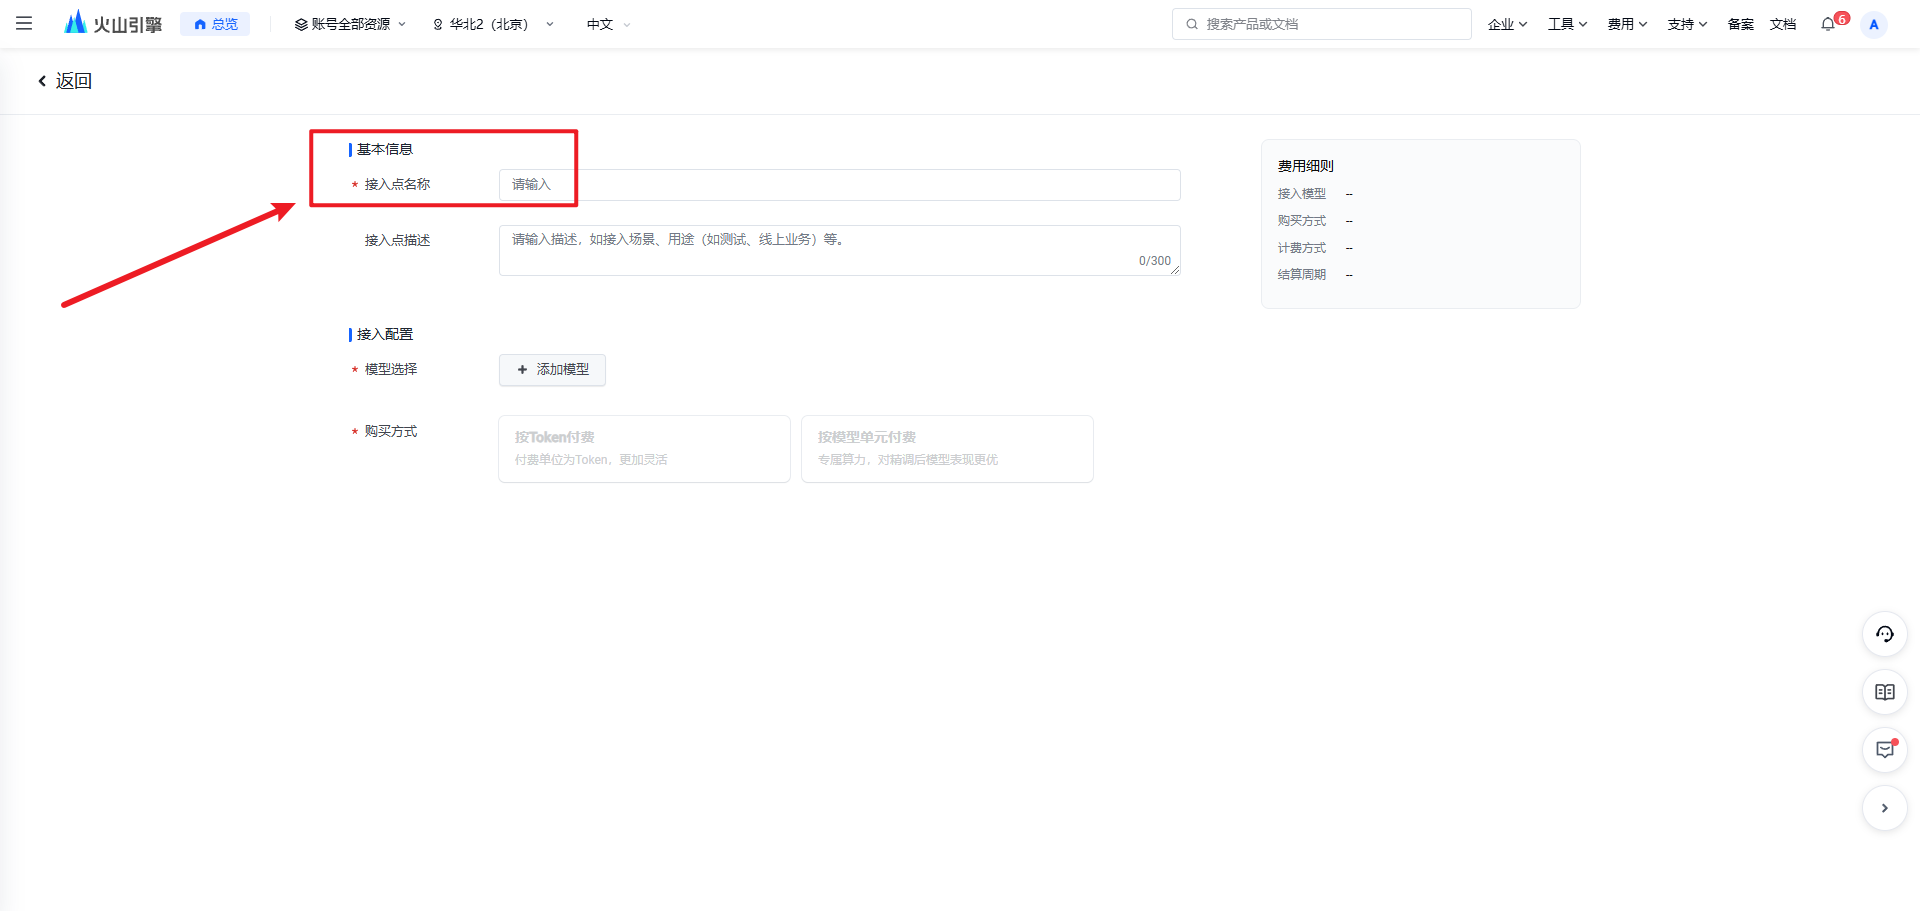 火山引擎 总览 账号全部资源 华北2（北京） 中文 搜索产品或文档 企业 工具 费用 支持 备案 文档 6 A
返回
基本信息
* 接入点名称 请输入
接入点描述 请输入描述，如接入场景、用途（如测试、线上业务）等。
0/300
接入配置
* 模型选择 + 添加模型
* 购买方式
按Token付费
付费单位为Token，更加灵活
按模型单元付费
专属算力，对精调后模型表现更优
费用细则
接入模型 --
购买方式 --
计费方式 --
结算周期 --